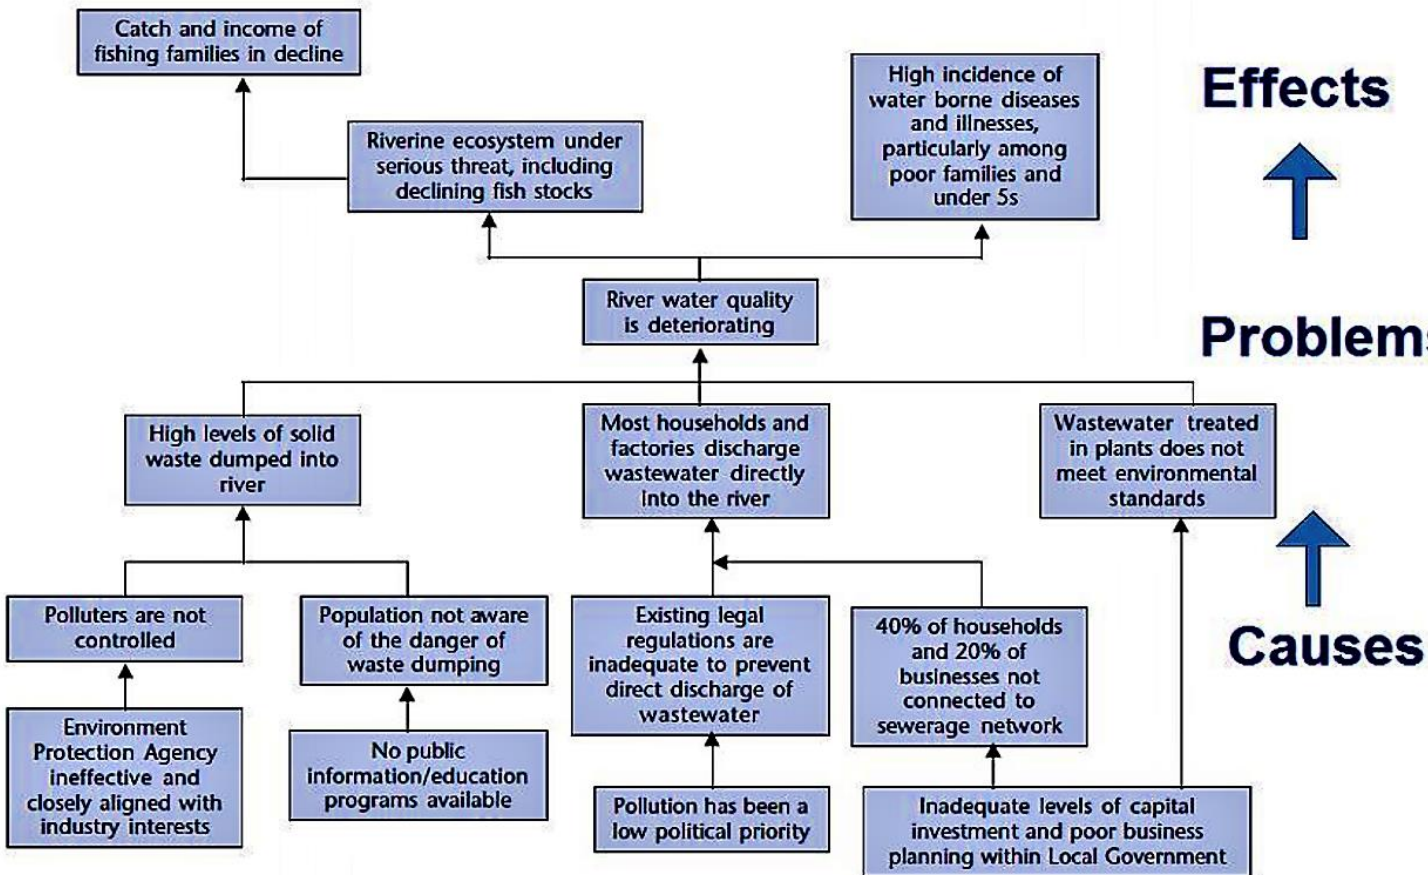 Catch and income of
fishing families in decline
High incidence of
water borne diseases
and illnesses,
particularly among
poor families and
under 5s
Effects
Riverine ecosystem under
serious threat, including
declining fish stocks
River water quality
is deteriorating
Problems
High levels of solid
waste dumped into
river
Most households and
factories discharge
wastewater directly
into the river
Wastewater treated
in plants does not
meet environmental
standards
Causes
Polluters are not
controlled
Population not aware
of the danger of
waste dumping
Existing legal
regulations are
inadequate to prevent
direct discharge of
wastewater
40% of households
and 20% of
businesses not
connected to
sewerage network
Environment
Protection Agency
ineffective and
closely aligned with
industry interests
No public
information/education
programs available
Pollution has been a
low political priority
Inadequate levels of capital
investment and poor business
planning within Local Government